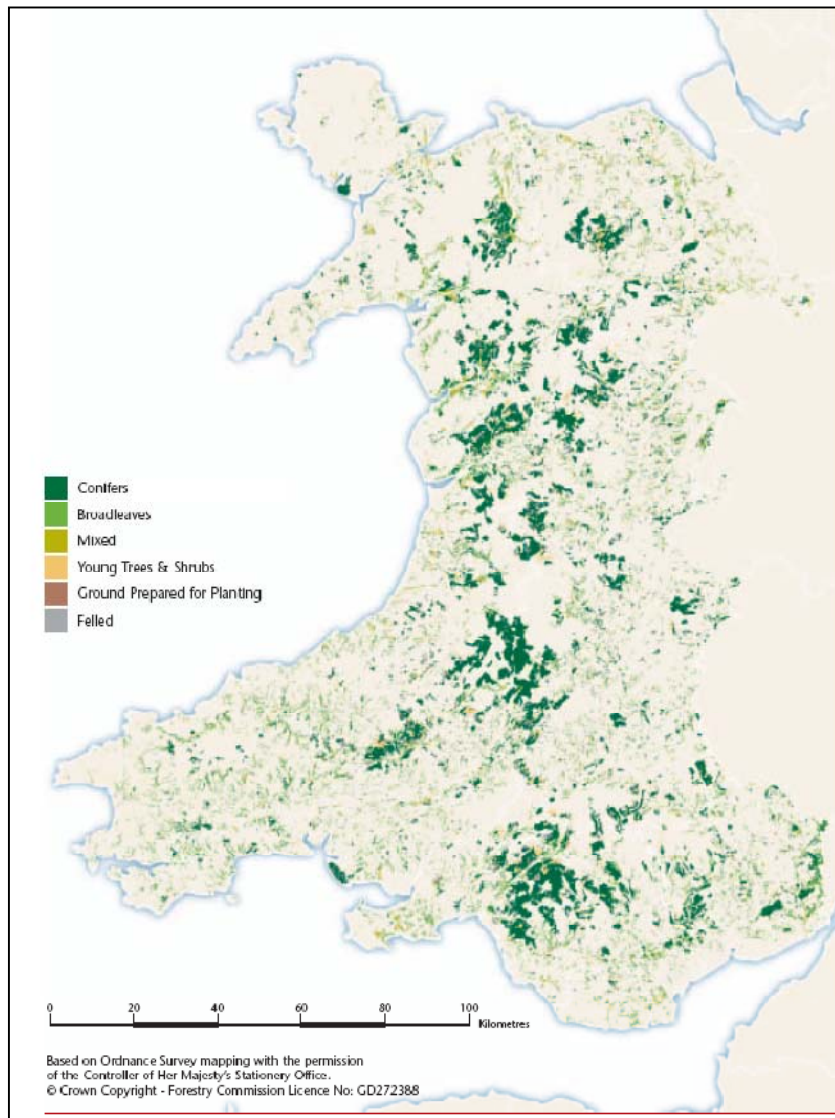 Conifers
Broadleaves
Mixed
Young Trees & Shrubs
Ground Prepared for Planting
Felled
0 20 40 60 80 100
Kilometres
Based on Ordnance Survey mapping with the permission
of the Controller of Her Majesty's Stationery Office.
© Crown Copyright - Forestry Commission Licence No: GD272388